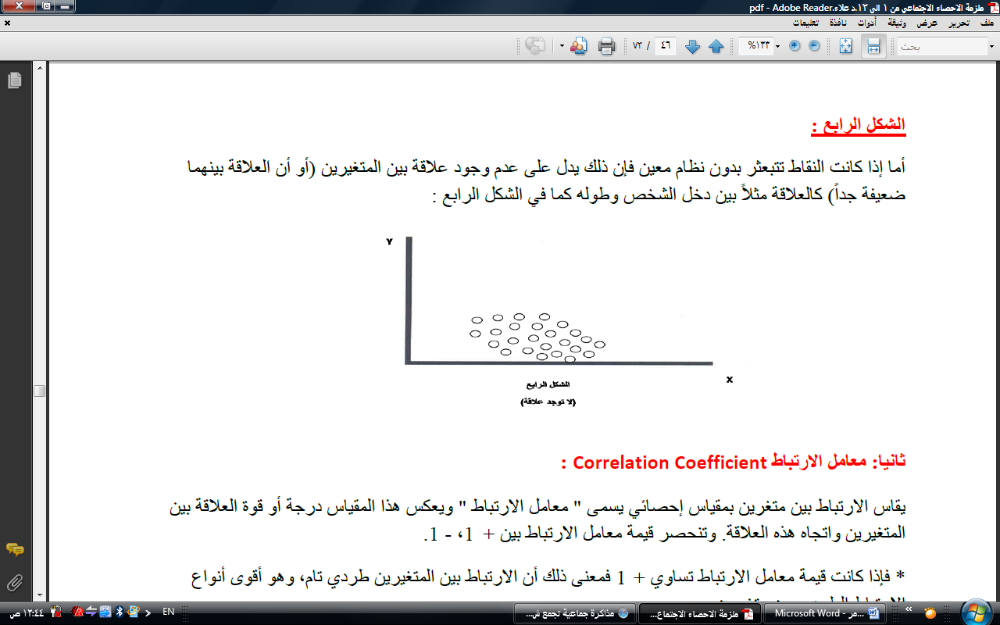 ملزمة الاحصاء الاجتماعي من ١ الى ١٢.د علاء.pdf - Adobe Reader
ملف تحرير عرض وثيقة أدوات نافذة تعليمات
بحث
١٣٣%
٤٦ / ٧٣
الشكل الرابع :
أما إذا كانت النقاط تتبعثر بدون نظام معين فإن ذلك يدل على عدم وجود علاقة بين المتغيرين (أو أن العلاقة بينهما
ضعيفة جداً) كالعلاقة مثلاً بين دخل الشخص وطوله كما في الشكل الرابع :
Y
X
الشكل الرابع
(لا توجد علاقة)
ثانيا: معامل الارتباط Correlation Coefficient :
يقاس الارتباط بين متغرين بمقياس إحصائي يسمى " معامل الارتباط " ويعكس هذا المقياس درجة أو قوة العلاقة بين
المتغيرين واتجاه هذه العلاقة. وتنحصر قيمة معامل الارتباط بين + 1، - 1.
* فإذا كانت قيمة معامل الارتباط تساوي + 1 فمعنى ذلك أن الارتباط بين المتغيرين طردي تام، وهو أقوى أنواع
مر - Microsoft Word...
ملزمة الاحصاء الاجتماع...
مذاكرة جماعية تجمع ش...
EN
١٢:٤٤ ص